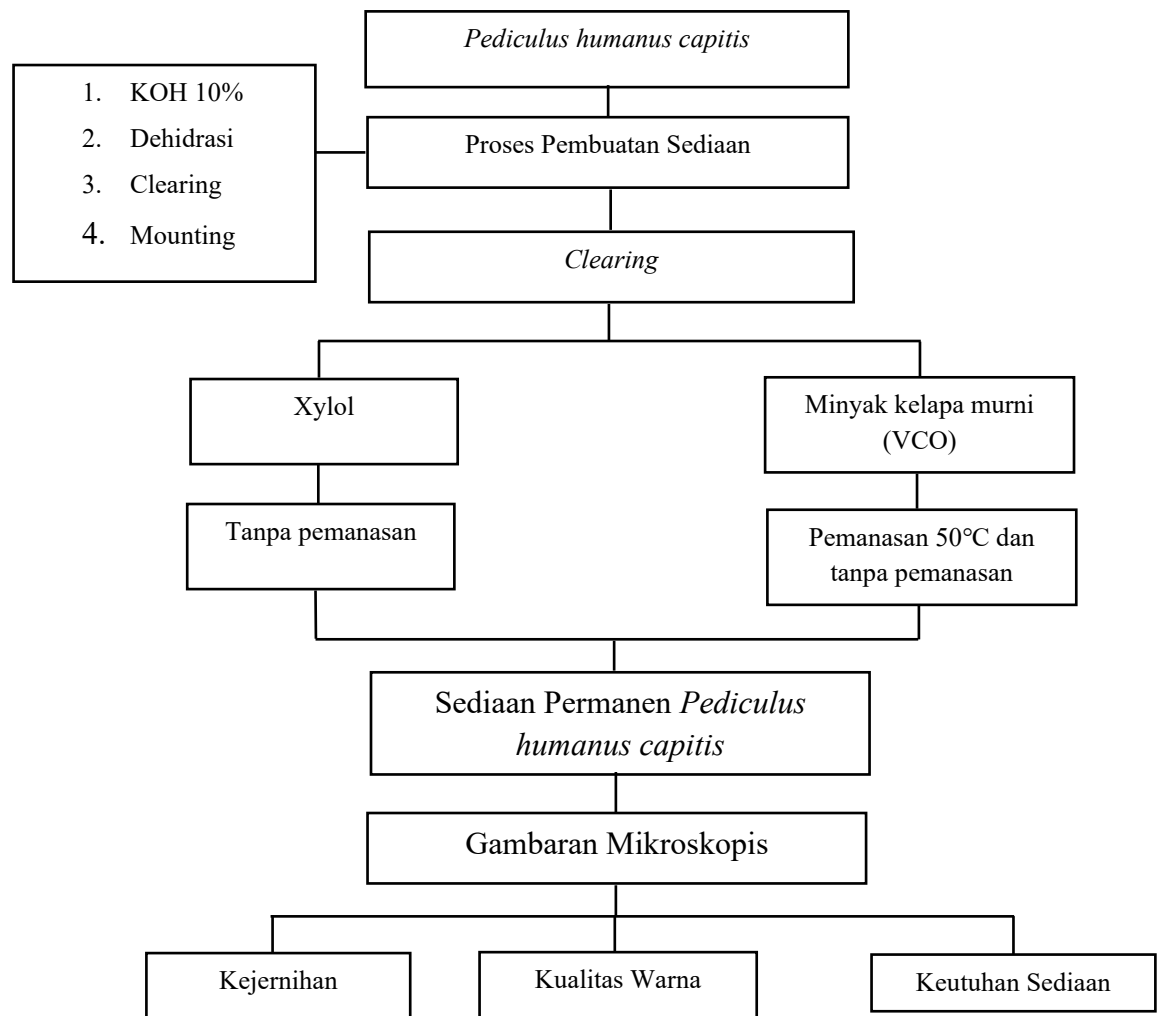 Pediculus humanus capitis
1. KOH 10%
2. Dehidrasi
3. Clearing
4. Mounting
Proses Pembuatan Sediaan
Clearing
Xylol
Minyak kelapa murni
(VCO)
Tanpa pemanasan
Pemanasan 50°C dan
tanpa pemanasan
Sediaan Permanen Pediculus
humanus capitis
Gambaran Mikroskopis
Kejernihan
Kualitas Warna
Keutuhan Sediaan